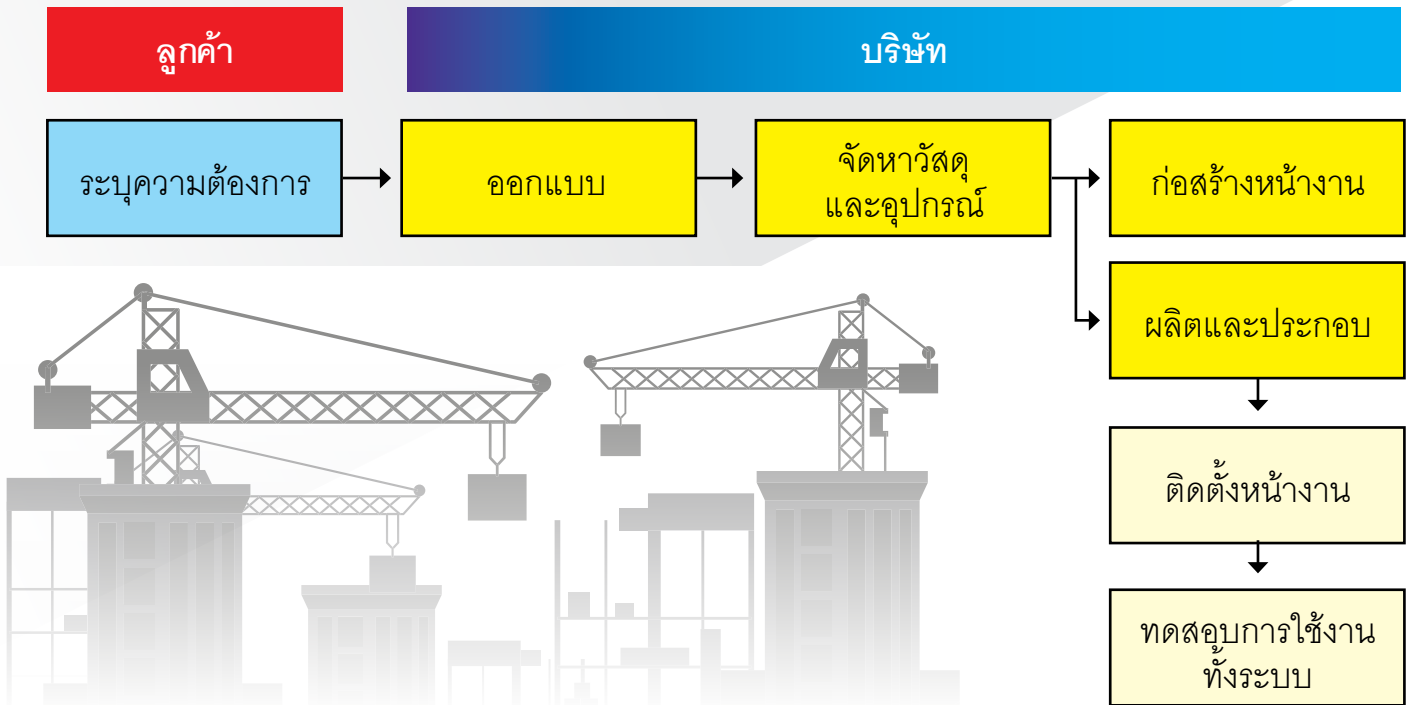 ลูกค้า
บริษัท
ระบุความต้องการ
ออกแบบ
จัดหาวัสดุ
และอุปกรณ์
ก่อสร้างหน้างาน
ผลิตและประกอบ
ติดตั้งหน้างาน
ทดสอบการใช้งาน
ทั้งระบบ